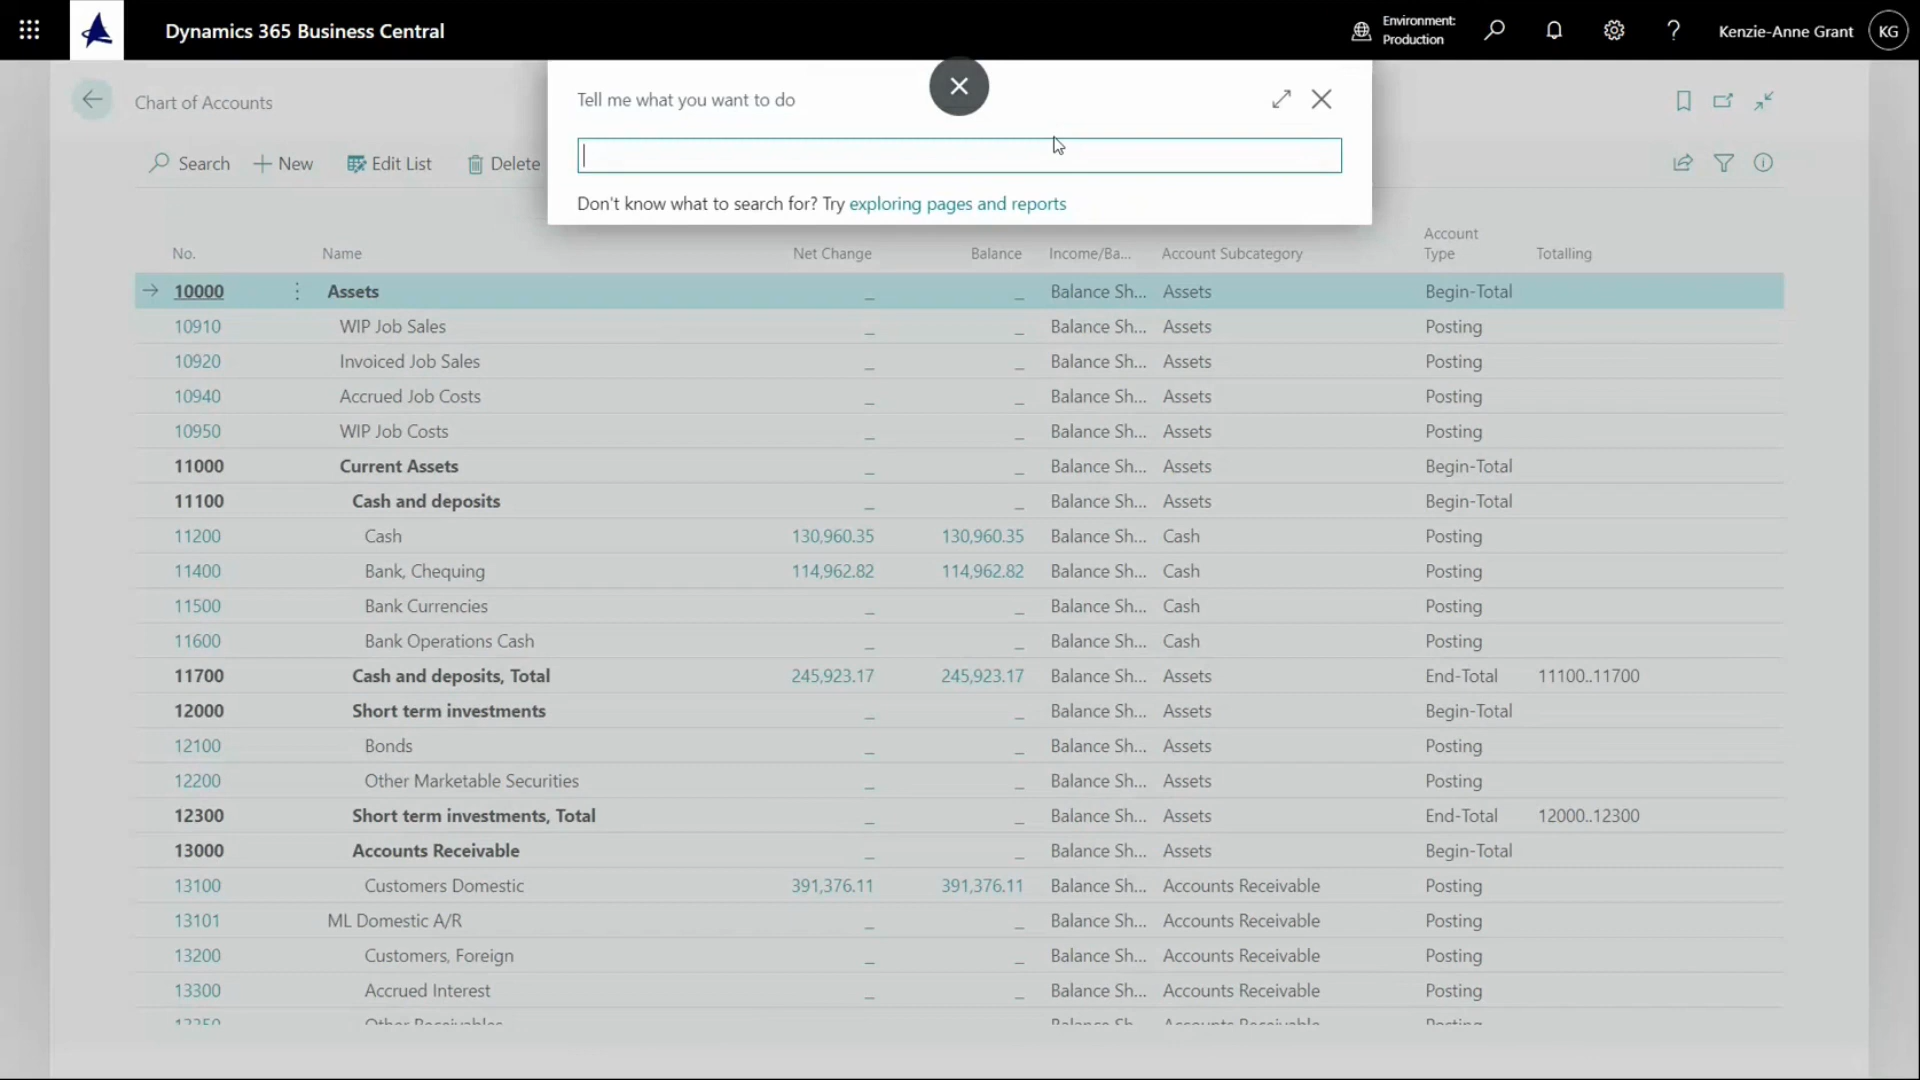 Dynamics 365 Business Central
Environment:
Production
Kenzie-Anne Grant
KG
Chart of Accounts
Tell me what you want to do
Search
New
Edit List
Delete
Don't know what to search for? Try exploring pages and reports
No. Name Net Change Balance Income/Ba... Account Subcategory Account Type Totalling
10000 Assets _ _ Balance Sh... Assets Begin-Total
10910 WIP Job Sales _ _ Balance Sh... Assets Posting
10920 Invoiced Job Sales _ _ Balance Sh... Assets Posting
10940 Accrued Job Costs _ _ Balance Sh... Assets Posting
10950 WIP Job Costs _ _ Balance Sh... Assets Posting
11000 Current Assets _ _ Balance Sh... Assets Begin-Total
11100 Cash and deposits _ _ Balance Sh... Assets Begin-Total
11200 Cash 130,960.35 130,960.35 Balance Sh... Cash Posting
11400 Bank, Chequing 114,962.82 114,962.82 Balance Sh... Cash Posting
11500 Bank Currencies _ _ Balance Sh... Cash Posting
11600 Bank Operations Cash _ _ Balance Sh... Cash Posting
11700 Cash and deposits, Total 245,923.17 245,923.17 Balance Sh... Assets End-Total 11100..11700
12000 Short term investments _ _ Balance Sh... Assets Begin-Total
12100 Bonds _ _ Balance Sh... Assets Posting
12200 Other Marketable Securities _ _ Balance Sh... Assets Posting
12300 Short term investments, Total _ _ Balance Sh... Assets End-Total 12000..12300
13000 Accounts Receivable _ _ Balance Sh... Assets Begin-Total
13100 Customers Domestic 391,376.11 391,376.11 Balance Sh... Accounts Receivable Posting
13101 ML Domestic A/R _ _ Balance Sh... Accounts Receivable Posting
13200 Customers, Foreign _ _ Balance Sh... Accounts Receivable Posting
13300 Accrued Interest _ _ Balance Sh... Accounts Receivable Posting
13350 Other Receivables Balance Sh... Accounts Receivable Posting